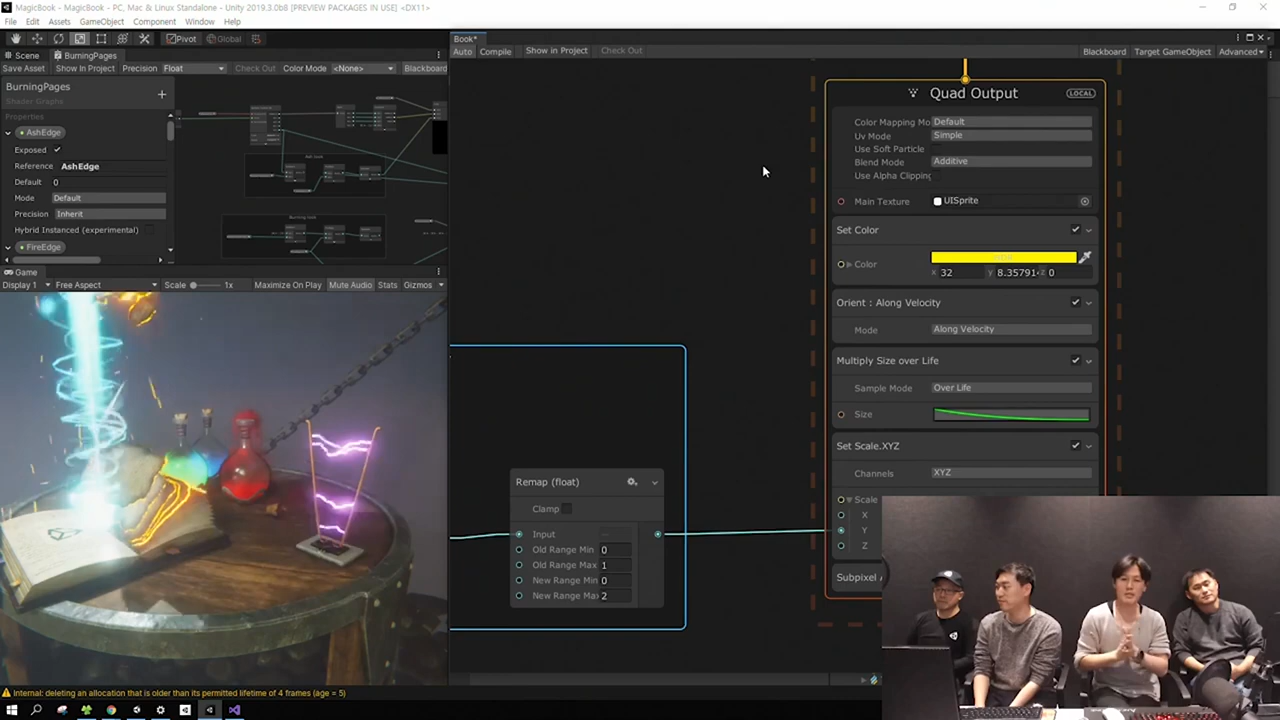 MagicBook - MagicBook - PC, Mac & Linux Standalone - Unity 2019.3.0b8 [PREVIEW PACKAGES IN USE] <DX11>
File Edit Assets GameObject Component Window Help
Pivot Global
Scene BurningPages
Save Asset Show In Project Precision Float Check Out Color Mode <None> Blackboard
BurningPages
Shader Graphs
Properties
AshEdge
Exposed
Reference AshEdge
Default 0
Mode Default
Precision Inherit
Hybrid Instanced (experimental)
FireEdge
Game
Display 1 Free Aspect Scale 1x Maximize On Play Mute Audio Stats Gizmos
Book*
Auto Compile Show in Project Check Out Blackboard Target GameObject Advanced
Quad Output LOCAL
Color Mapping Mo Default
Uv Mode Simple
Use Soft Particle
Blend Mode Additive
Use Alpha Clipping
Main Texture UISprite
Set Color
Color HDR
X 32 Y 8.35791 Z 0
Orient : Along Velocity
Mode Along Velocity
Multiply Size over Life
Sample Mode Over Life
Size
Set Scale.XYZ
Channels XYZ
Scale
X
Y
Z
Subpixel A
Remap (float)
Clamp
Input
Old Range Min 0
Old Range Max 1
New Range Min 0
New Range Ma 2
Internal: deleting an allocation that is older than its permitted lifetime of 4 frames (age = 5)